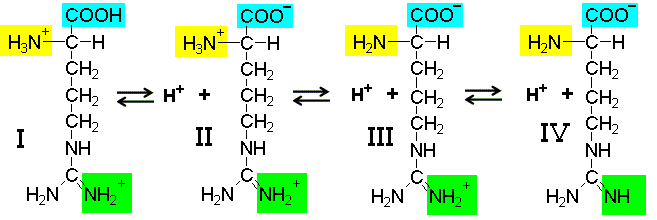 COOH
H₃N⁺ C H
CH₂
CH₂
CH₂
I
NH
C
H₂N NH₂⁺
H⁺ +
COO⁻
H₃N⁺ C H
CH₂
CH₂
CH₂
II
NH
C
H₂N NH₂⁺
H⁺ +
COO⁻
H₂N C H
CH₂
CH₂
CH₂
III
NH
C
H₂N NH₂⁺
H⁺ +
COO⁻
H₂N C H
CH₂
CH₂
CH₂
IV
NH
C
H₂N NH